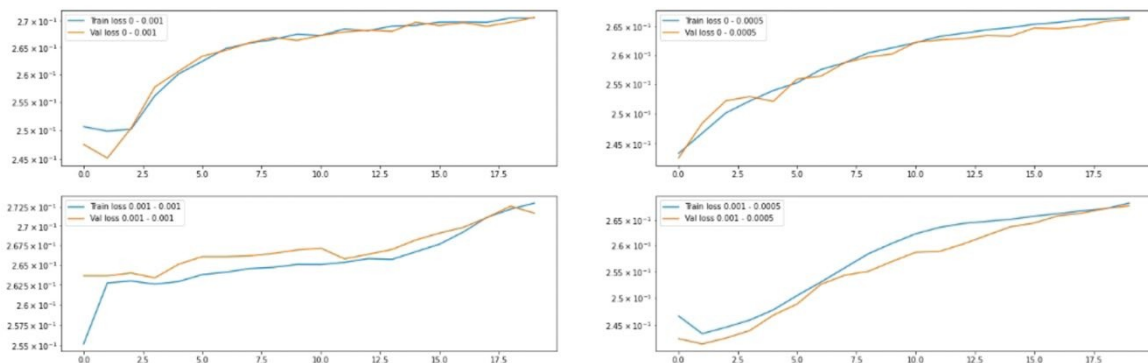 2.7 × 10⁻¹
2.65 × 10⁻¹
2.6 × 10⁻¹
2.55 × 10⁻¹
2.5 × 10⁻¹
2.45 × 10⁻¹
Train loss 0 - 0.001
Val loss 0 - 0.001
0.0 2.5 5.0 7.5 10.0 12.5 15.0 17.5
2.65 × 10⁻¹
2.6 × 10⁻¹
2.55 × 10⁻¹
2.5 × 10⁻¹
2.45 × 10⁻¹
Train loss 0 - 0.0005
Val loss 0 - 0.0005
0.0 2.5 5.0 7.5 10.0 12.5 15.0 17.5
2.725 × 10⁻¹
2.7 × 10⁻¹
2.675 × 10⁻¹
2.65 × 10⁻¹
2.625 × 10⁻¹
2.6 × 10⁻¹
2.575 × 10⁻¹
2.55 × 10⁻¹
Train loss 0.001 - 0.001
Val loss 0.001 - 0.001
0.0 2.5 5.0 7.5 10.0 12.5 15.0 17.5
2.65 × 10⁻¹
2.6 × 10⁻¹
2.55 × 10⁻¹
2.5 × 10⁻¹
2.45 × 10⁻¹
Train loss 0.001 - 0.0005
Val loss 0.001 - 0.0005
0.0 2.5 5.0 7.5 10.0 12.5 15.0 17.5